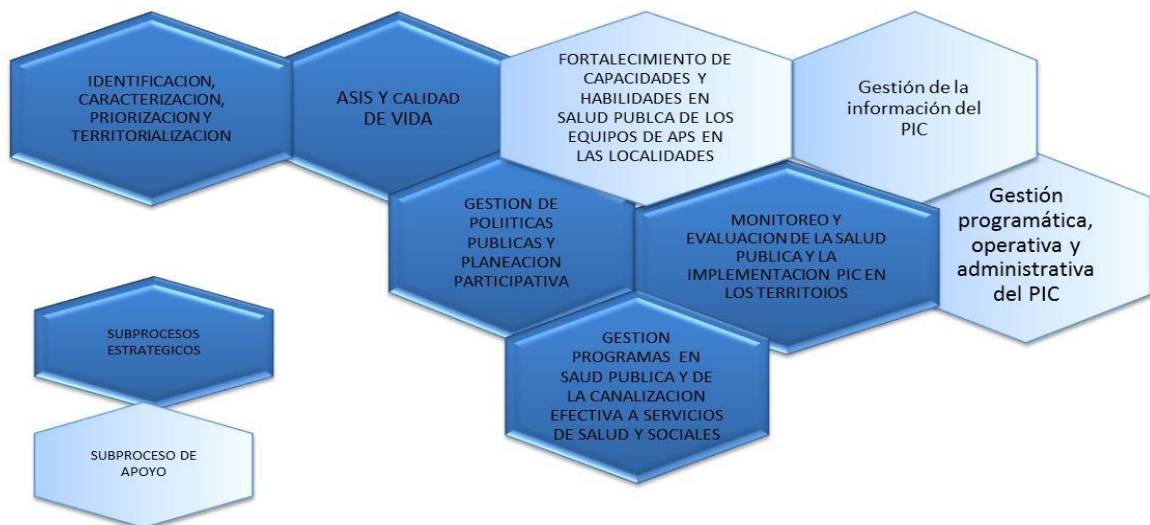 IDENTIFICACION,
CARACTERIZACION,
PRIORIZACION Y
TERRITORIALIZACION
ASIS Y CALIDAD
DE VIDA
FORTALECIMIENTO DE
CAPACIDADES Y
HABILIDADES EN
SALUD PUBLCA DE LOS
EQUIPOS DE APS EN
LAS LOCALIDADES
Gestión de la
información del
PIC
GESTION DE
POLIITICAS
PUBLICAS Y
PLANEACION
PARTICIPATIVA
MONITOREO Y
EVALUACION DE LA SALUD
PUBLICA Y LA
IMPLEMENTACION PIC EN
LOS TERRITOIOS
Gestión
programática,
operativa y
administrativa
del PIC
GESTION
PROGRAMAS EN
SAUD PUBLICA Y DE
LA CANALIZACION
EFECTIVA A SERVICIOS
DE SALUD Y SOCIALES
SUBPROCESOS
ESTRATEGICOS
SUBPROCESO DE
APOYO